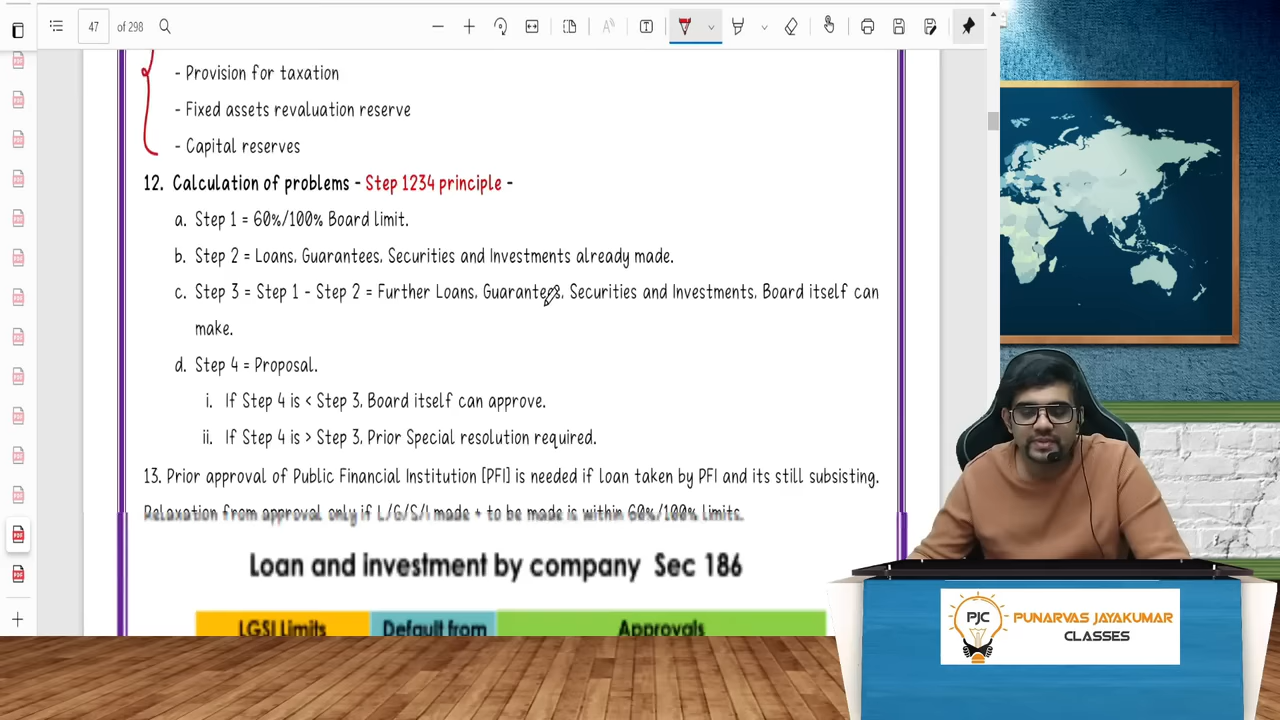 47 of 298
- Provision for taxation
- Fixed assets revaluation reserve
- Capital reserves
12. Calculation of problems - Step 1234 principle -
a. Step 1 = 60%/100% Board limit.
b. Step 2 = Loans, Guarantees, Securities and Investments already made.
c. Step 3 = Step 1 - Step 2 = Further Loans, Guarantees, Securities and Investments, Board itself can
make.
d. Step 4 = Proposal.
i. If Step 4 is < Step 3, Board itself can approve.
ii. If Step 4 is > Step 3, Prior Special resolution required.
13. Prior approval of Public Financial Institution [PFI] is needed if loan taken by PFI and its still subsisting.
Relaxation from approval only if L/G/S/I made + to be made is within 60%/100% limits.
Loan and investment by company Sec 186
LGSI Limits Default from Approvals
PJC PUNARVAS JAYAKUMAR
CLASSES